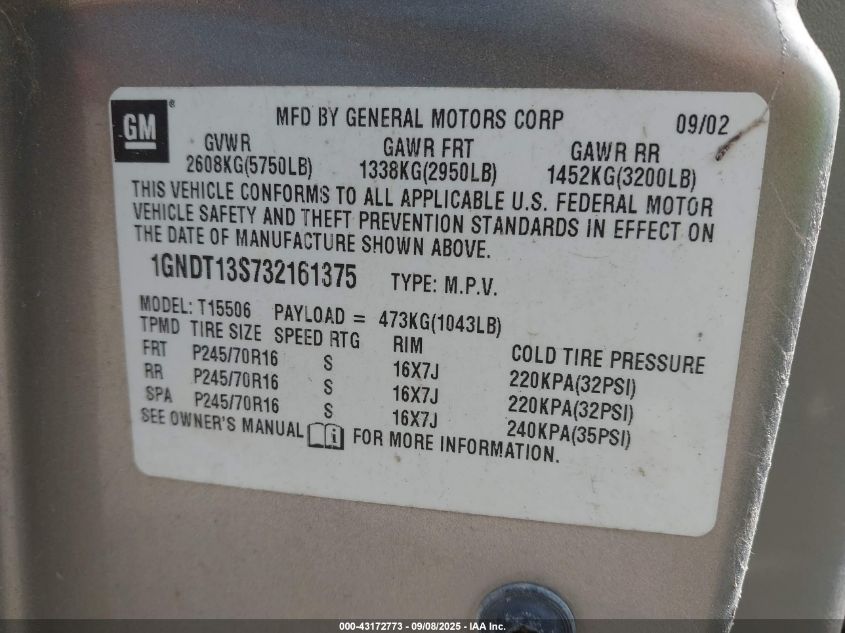 GM ®
MFD BY GENERAL MOTORS CORP 09/02
GVWR GAWR FRT GAWR RR
2608KG(5750LB) 1338KG(2950LB) 1452KG(3200LB)
THIS VEHICLE CONFORMS TO ALL APPLICABLE U.S. FEDERAL MOTOR
VEHICLE SAFETY AND THEFT PREVENTION STANDARDS IN EFFECT ON
THE DATE OF MANUFACTURE SHOWN ABOVE.
1GNDT13S732161375 TYPE: M.P.V.
MODEL: T15506 PAYLOAD = 473KG(1043LB)
TPMD TIRE SIZE SPEED RTG RIM COLD TIRE PRESSURE
FRT P245/70R16 S 16X7J 220KPA(32PSI)
RR P245/70R16 S 16X7J 220KPA(32PSI)
SPA P245/70R16 S 16X7J 240KPA(35PSI)
SEE OWNER'S MANUAL i FOR MORE INFORMATION.
000-43172773 - 09/08/2025 - IAA Inc.